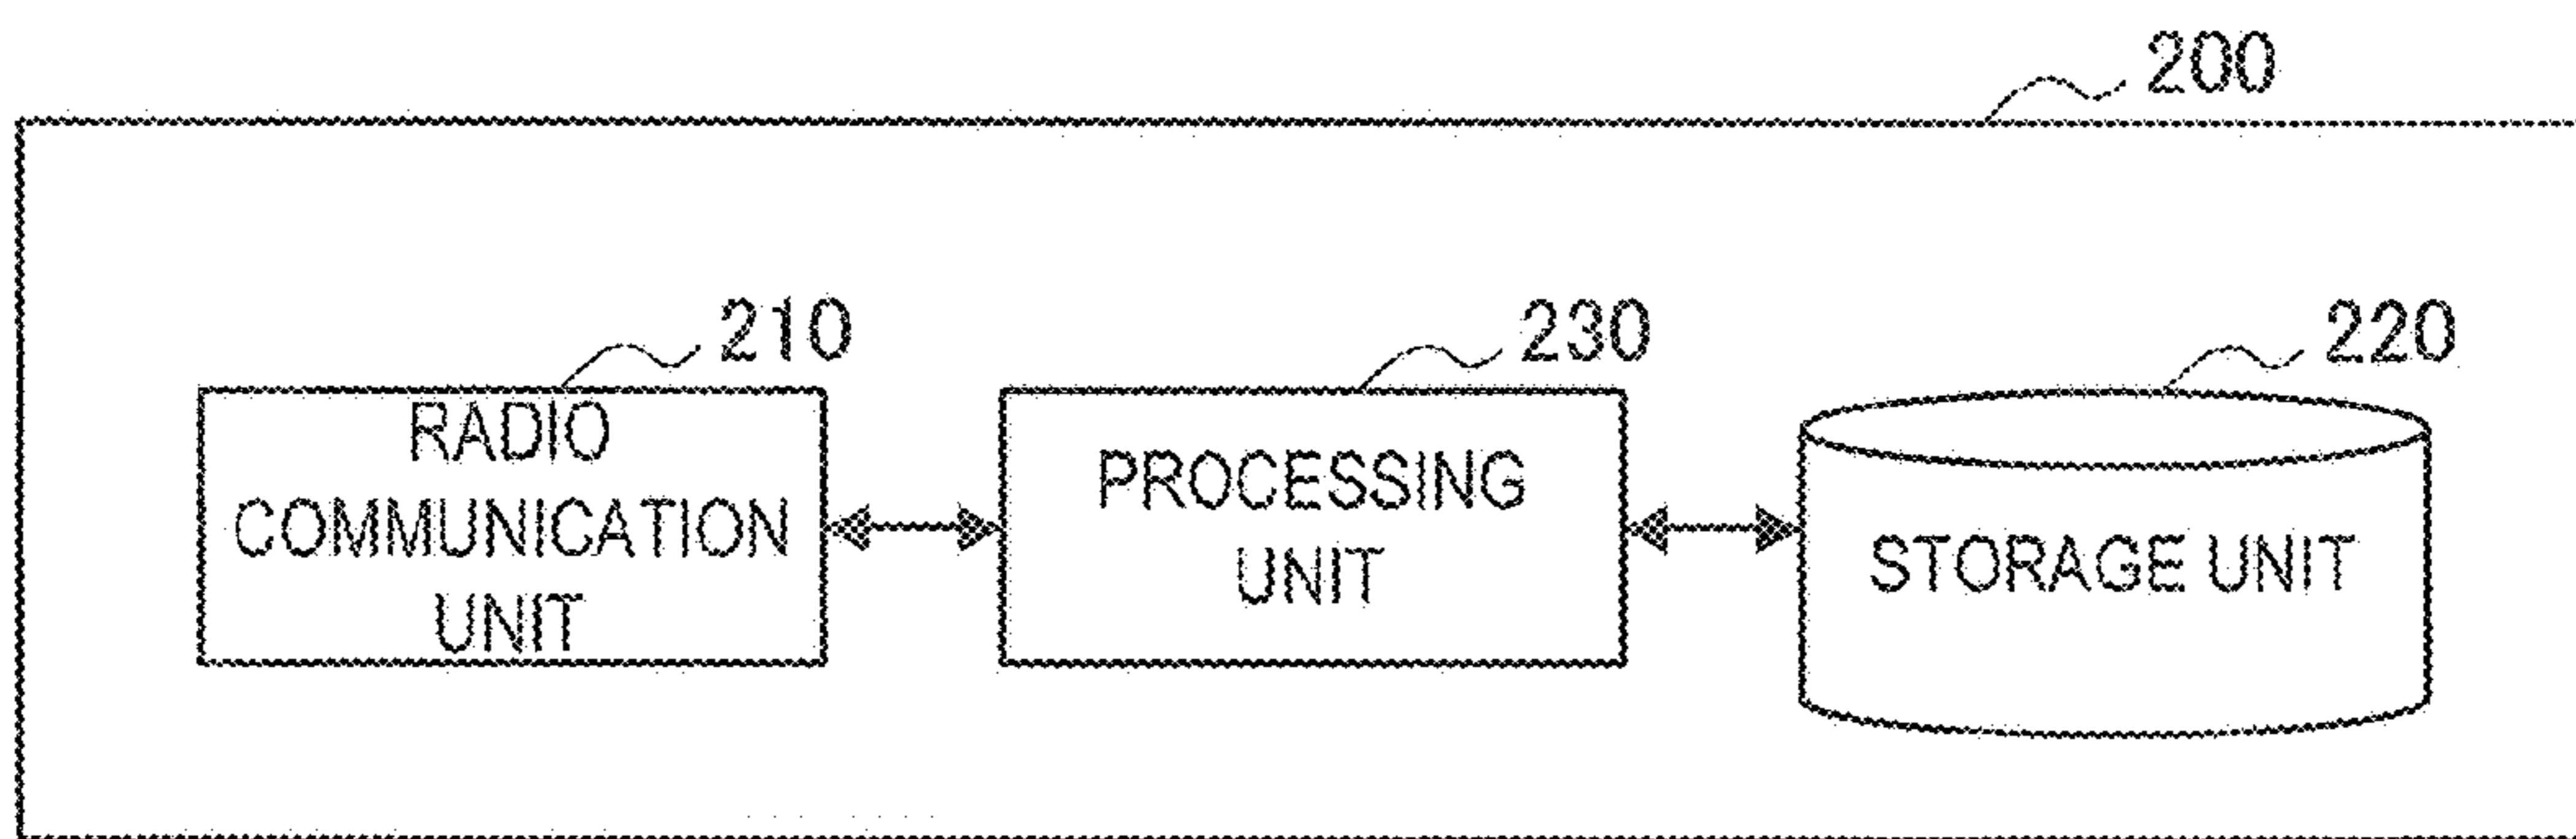 200
210
230
220
RADIO
COMMUNICATION
UNIT
PROCESSING
UNIT
STORAGE UNIT